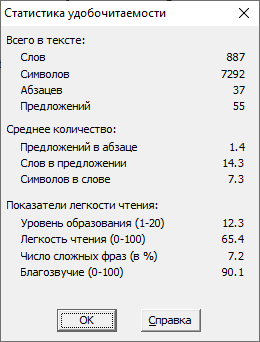 Статистика удобочитаемости
Всего в тексте:
Слов 887
Символов 7292
Абзацев 37
Предложений 55
Среднее количество:
Предложений в абзаце 1.4
Слов в предложении 14.3
Символов в слове 7.3
Показатели легкости чтения:
Уровень образования (1-20) 12.3
Легкость чтения (0-100) 65.4
Число сложных фраз (в %) 7.2
Благозвучие (0-100) 90.1
OK Справка